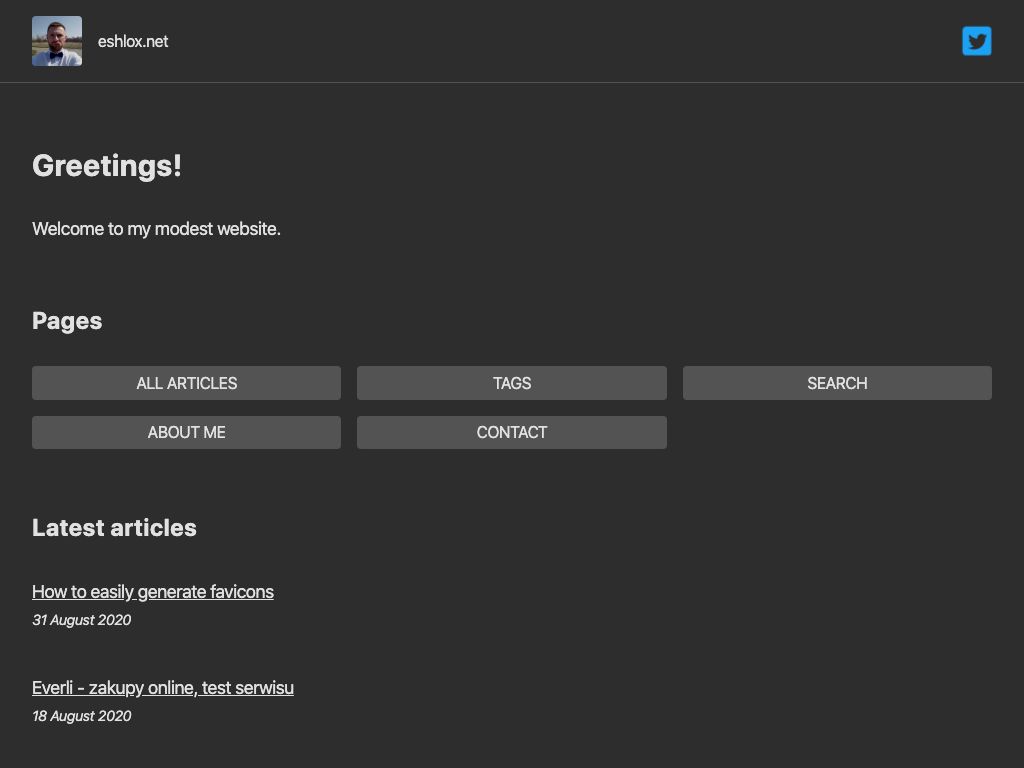 eshlox.net
Greetings!
Welcome to my modest website.
Pages
ALL ARTICLES
TAGS
SEARCH
ABOUT ME
CONTACT
Latest articles
How to easily generate favicons
31 August 2020
Everli - zakupy online, test serwisu
18 August 2020